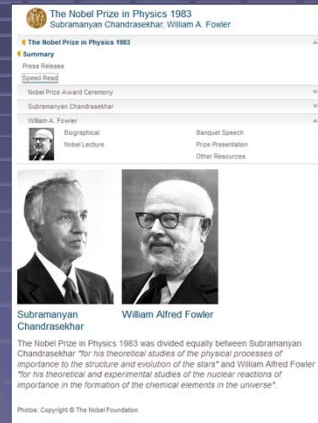 The Nobel Prize in Physics 1983
Subramanyan Chandrasekhar, William A. Fowler
The Nobel Prize in Physics 1983
Summary
Press Release
Speed Read
Nobel Prize Award Ceremony
Subramanyan Chandrasekhar
William A. Fowler
Biographical
Nobel Lecture
Banquet Speech
Prize Presentation
Other Resources
Subramanyan
Chandrasekhar
William Alfred Fowler
The Nobel Prize in Physics 1983 was divided equally between Subramanyan
Chandrasekhar "for his theoretical studies of the physical processes of
importance to the structure and evolution of the stars" and William Alfred Fowler
"for his theoretical and experimental studies of the nuclear reactions of
importance in the formation of the chemical elements in the universe".
Photos: Copyright © The Nobel Foundation